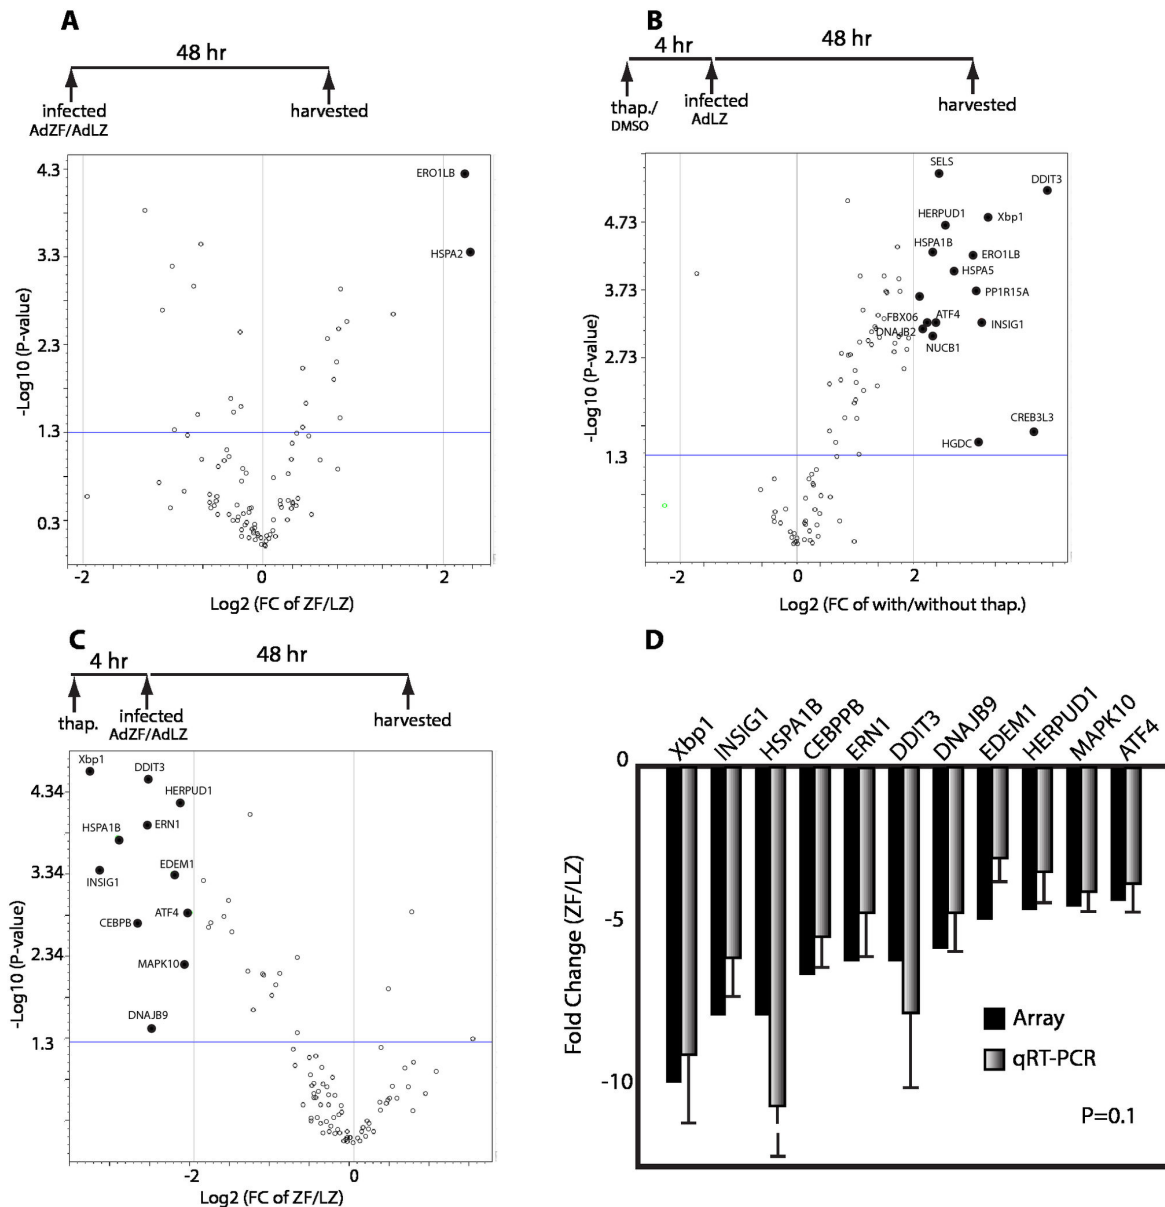 A
48 hr
infected
AdZF/AdLZ
harvested
4.3
3.3
2.3
1.3
0.3
-Log10 (P-value)
ERO1LB
HSPA2
-2
0
2
Log2 (FC of ZF/LZ)
B
4 hr
48 hr
thap./
DMSO
infected
AdLZ
harvested
4.73
3.73
2.73
1.3
-Log10 (P-value)
SELS
DDIT3
HERPUD1
Xbp1
HSPA1B
ERO1LB
HSPA5
PP1R15A
FBX06
ATF4
INSIG1
DNAJB2
NUCB1
CREB3L3
HGDC
-2
0
2
Log2 (FC of with/without thap.)
C
4 hr
48 hr
thap.
infected
AdZF/AdLZ
harvested
4.34
3.34
2.34
1.3
-Log10 (P-value)
Xbp1
DDIT3
HERPUD1
ERN1
HSPA1B
EDEM1
INSIG1
ATF4
CEBPB
MAPK10
DNAJB9
-2
0
Log2 (FC of ZF/LZ)
D
Xbp1
INSIG1
HSPA1B
CEBPPB
ERN1
DDIT3
DNAJB9
EDEM1
HERPUD1
MAPK10
ATF4
0
-5
-10
Fold Change (ZF/LZ)
Array
qRT-PCR
P=0.1